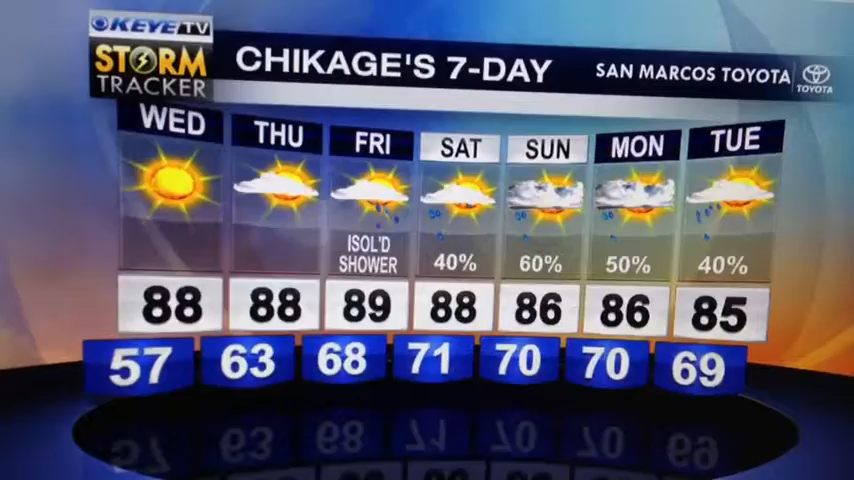 KEYE TV
STORM
TRACKER
CHIKAGE'S 7-DAY
SAN MARCOS TOYOTA
TOYOTA
WED THU FRI SAT SUN MON TUE
ISOL'D
SHOWER
40% 60% 50% 40%
88 88 89 88 86 86 85
57 63 68 71 70 70 69